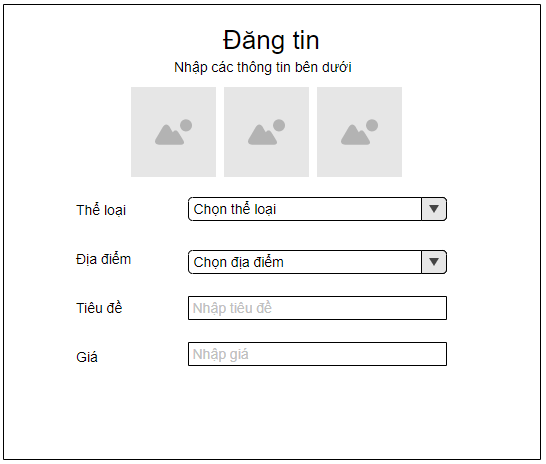 Đăng tin
Nhập các thông tin bên dưới
Thể loại
Chọn thể loại
Địa điểm
Chọn địa điểm
Tiêu đề
Nhập tiêu đề
Giá
Nhập giá